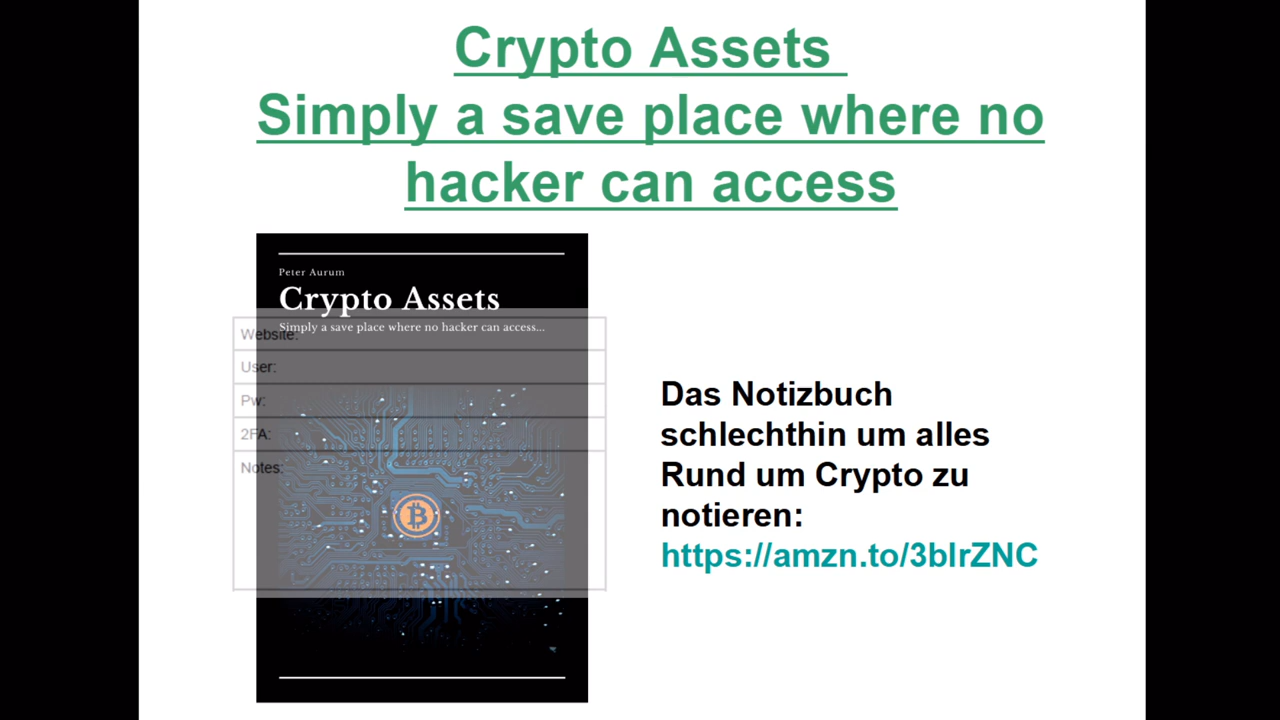 Crypto Assets
Simply a save place where no
hacker can access
Peter Aurum
Crypto Assets
Simply a save place where no hacker can access...
Website:
User:
Pw:
2FA:
Notes:
Das Notizbuch
schlechthin um alles
Rund um Crypto zu
notieren:
https://amzn.to/3blrZNC